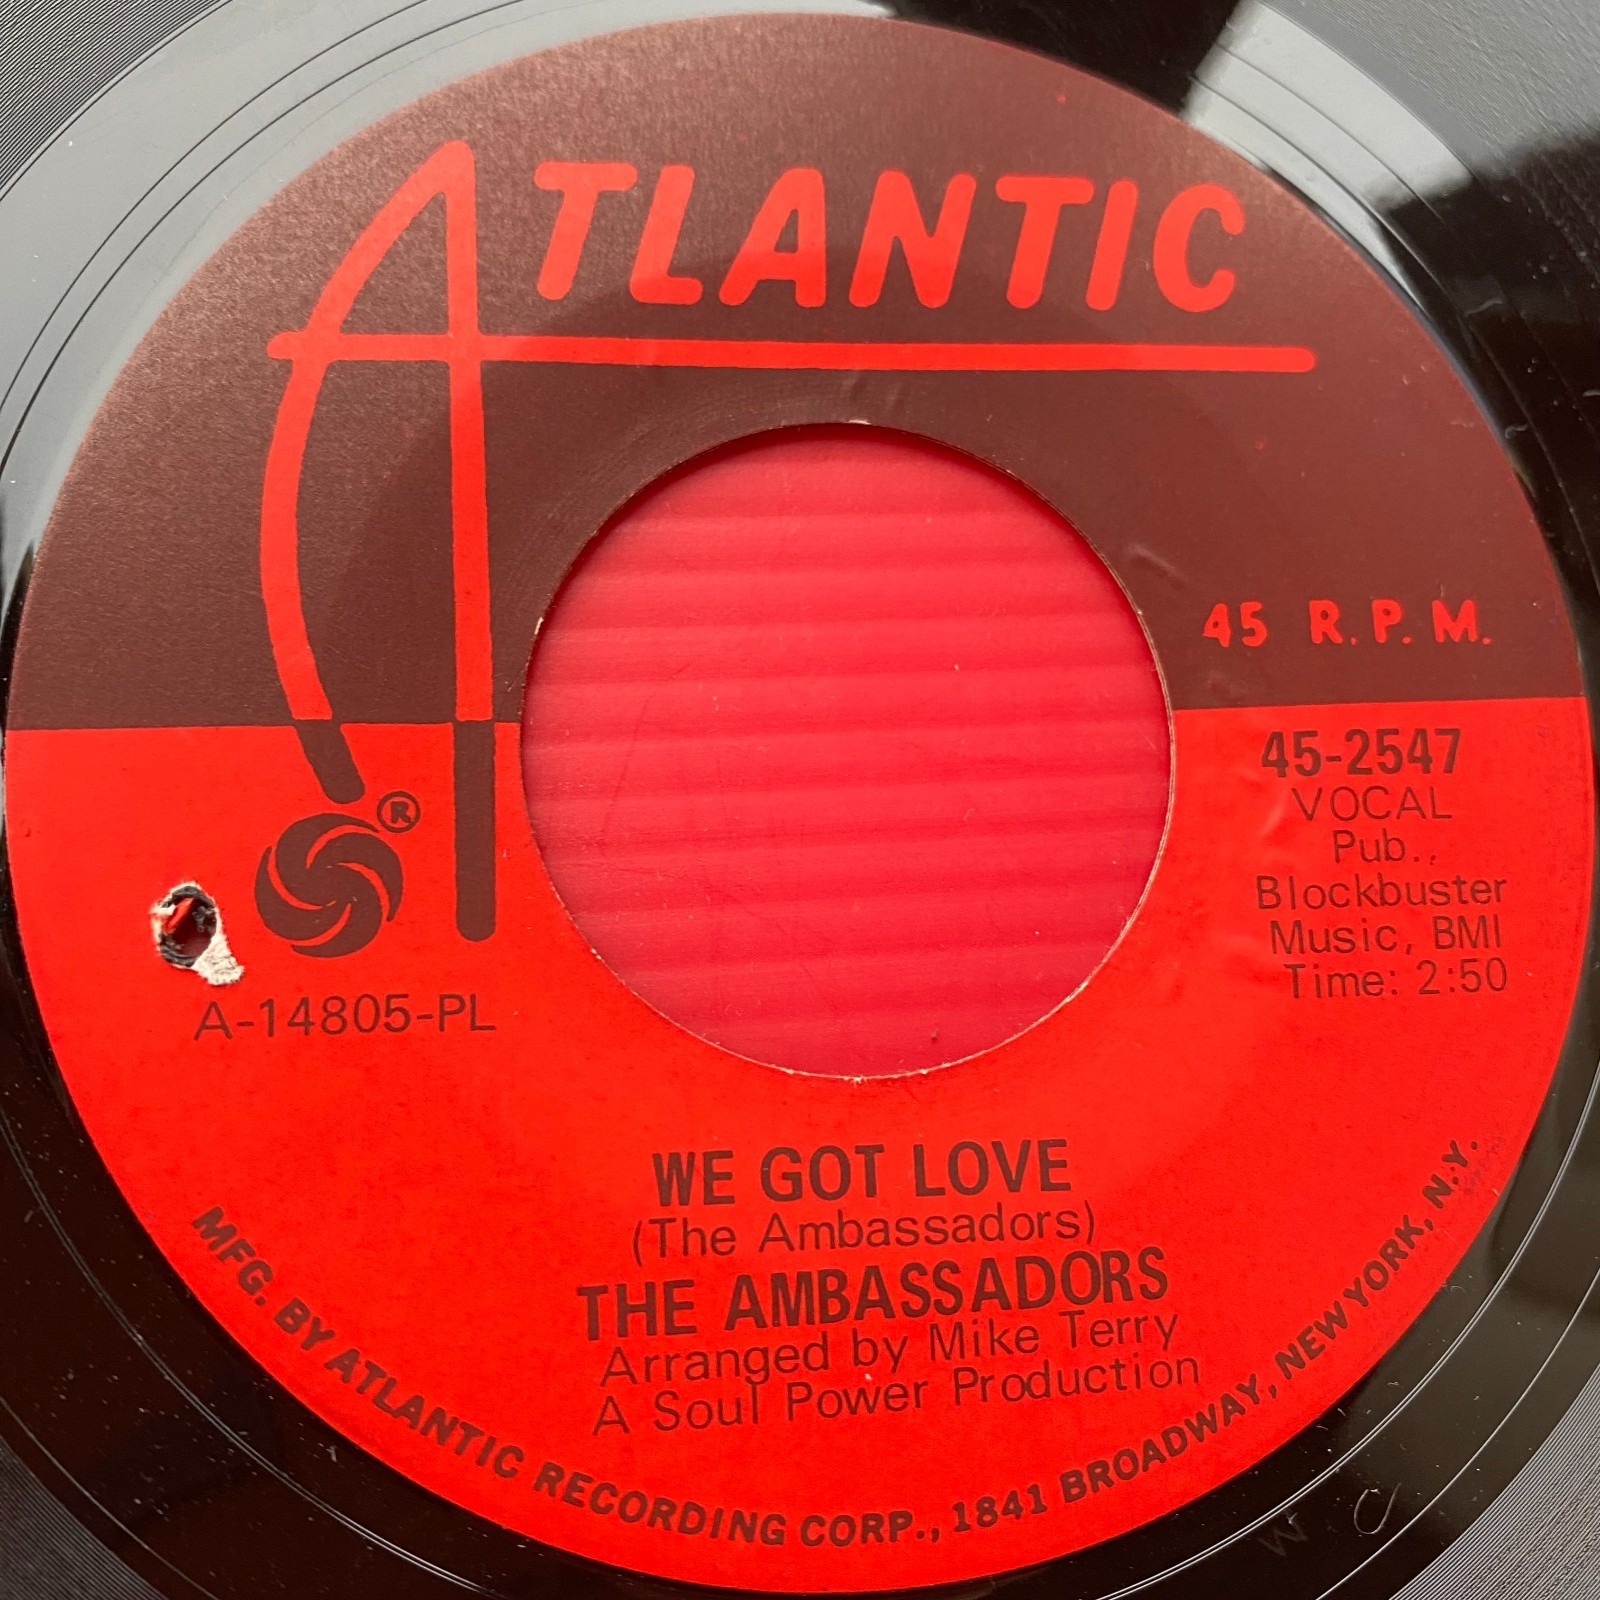 ATLANTIC
45 R.P.M.
45-2547
VOCAL
Pub.,
Blockbuster
Music, BMI
Time: 2:50
®
A-14805-PL
WE GOT LOVE
(The Ambassadors)
THE AMBASSADORS
Arranged by Mike Terry
A Soul Power Production
MFG. BY ATLANTIC RECORDING CORP., 1841 BROADWAY, NEW YORK, N.Y.